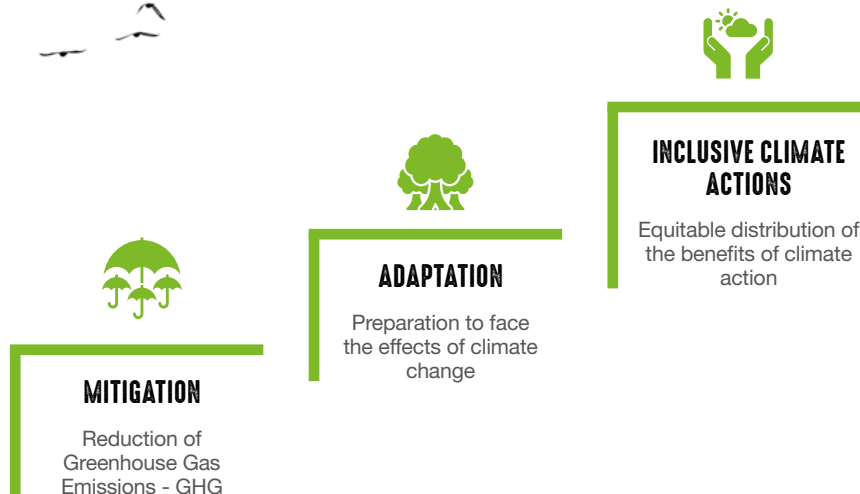 INCLUSIVE CLIMATE
ACTIONS
Equitable distribution of
the benefits of climate
action
ADAPTATION
Preparation to face
the effects of climate
change
MITIGATION
Reduction of
Greenhouse Gas
Emissions - GHG